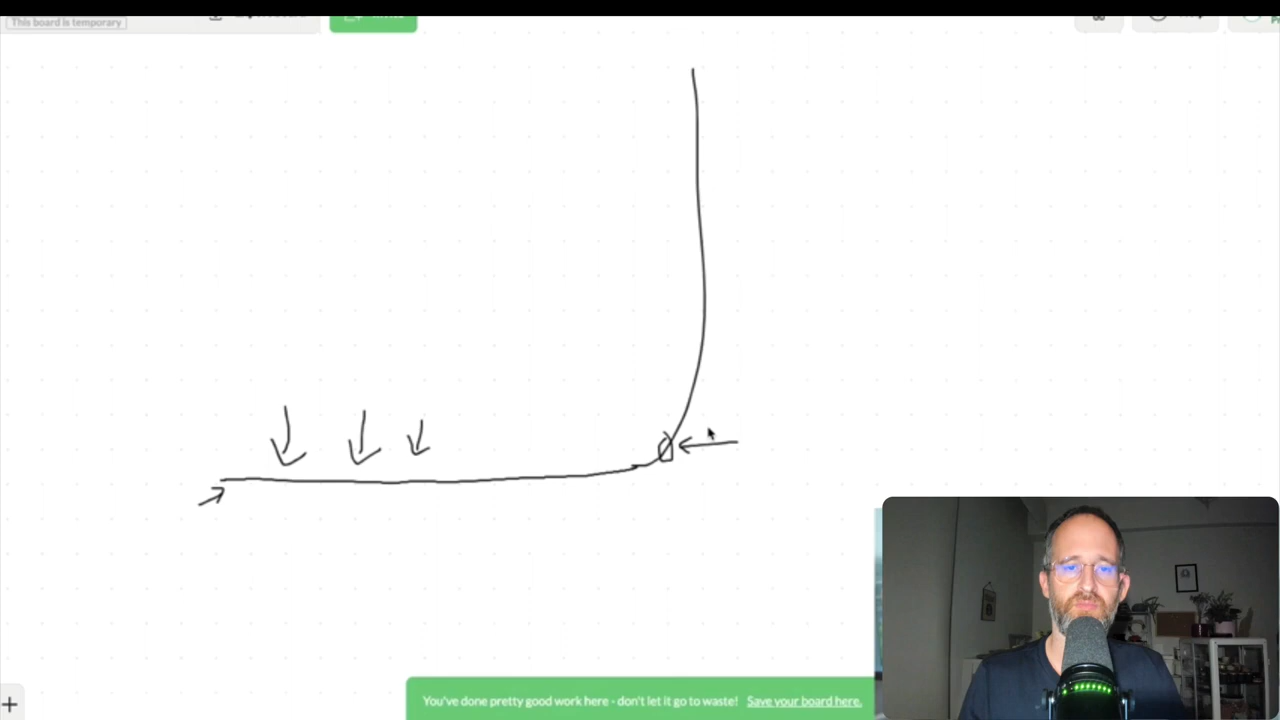 This board is temporary
You've done pretty good work here - don't let it go to waste! Save your board here.